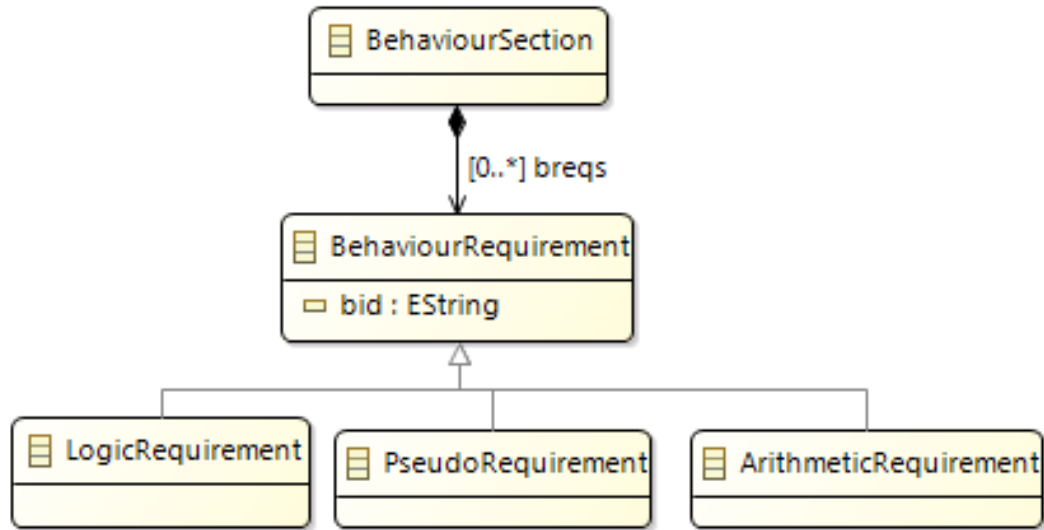 BehaviourSection
[0..*] breqs
BehaviourRequirement
bid : EString
LogicRequirement
PseudoRequirement
ArithmeticRequirement